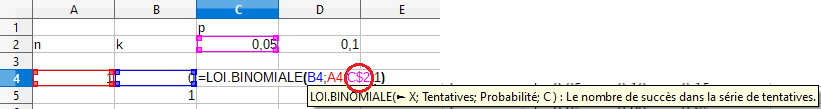 A B C D E
1 p
2 n k 0,05 0,1
3
4 1 0 =LOI.BINOMIALE(B4;A4;C$2;1)
5 1 LOI.BINOMIALE(► X; Tentatives; Probabilité; C ) : Le nombre de succès dans la série de tentatives.